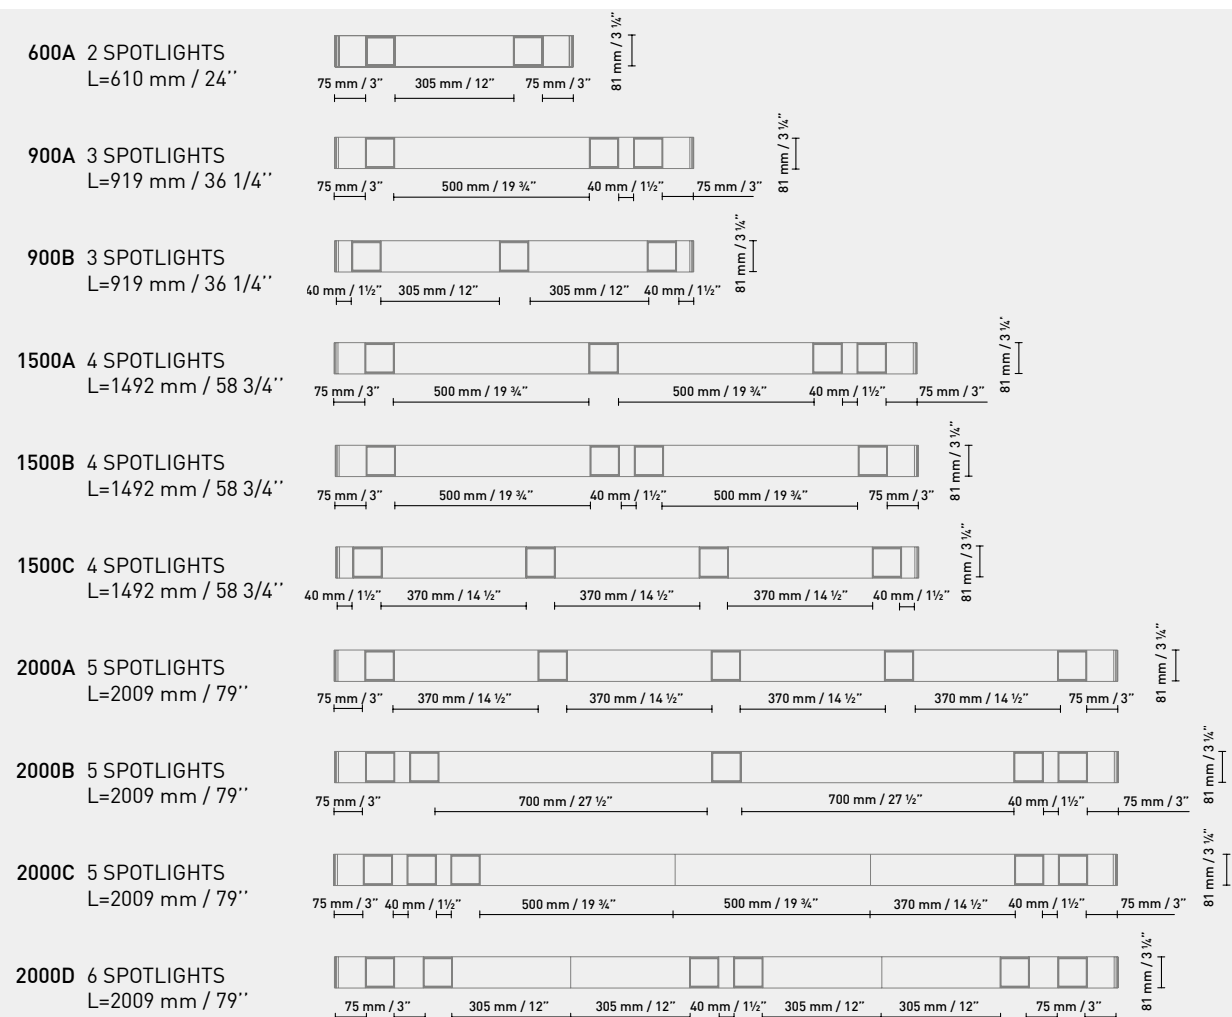 600A 2 SPOTLIGHTS
L=610 mm / 24’’
75 mm / 3” 305 mm / 12” 75 mm / 3”
81 mm / 3 ¼”
900A 3 SPOTLIGHTS
L=919 mm / 36 1/4’’
75 mm / 3” 500 mm / 19 ¾” 40 mm / 1½” 75 mm / 3”
81 mm / 3 ¼”
900B 3 SPOTLIGHTS
L=919 mm / 36 1/4’’
40 mm / 1½” 305 mm / 12” 305 mm / 12” 40 mm / 1½”
81 mm / 3 ¼”
1500A 4 SPOTLIGHTS
L=1492 mm / 58 3/4’’
75 mm / 3” 500 mm / 19 ¾” 500 mm / 19 ¾” 40 mm / 1½” 75 mm / 3”
81 mm / 3 ¼”
1500B 4 SPOTLIGHTS
L=1492 mm / 58 3/4’’
75 mm / 3” 500 mm / 19 ¾” 40 mm / 1½” 500 mm / 19 ¾” 75 mm / 3”
81 mm / 3 ¼”
1500C 4 SPOTLIGHTS
L=1492 mm / 58 3/4’’
40 mm / 1½” 370 mm / 14 ½” 370 mm / 14 ½” 370 mm / 14 ½” 40 mm / 1½”
81 mm / 3 ¼”
2000A 5 SPOTLIGHTS
L=2009 mm / 79’’
75 mm / 3” 370 mm / 14 ½” 370 mm / 14 ½” 370 mm / 14 ½” 370 mm / 14 ½” 75 mm / 3”
81 mm / 3 ¼”
2000B 5 SPOTLIGHTS
L=2009 mm / 79’’
75 mm / 3” 700 mm / 27 ½” 700 mm / 27 ½” 40 mm / 1½” 75 mm / 3”
81 mm / 3 ¼”
2000C 5 SPOTLIGHTS
L=2009 mm / 79’’
75 mm / 3” 40 mm / 1½” 500 mm / 19 ¾” 500 mm / 19 ¾” 370 mm / 14 ½” 40 mm / 1½” 75 mm / 3”
81 mm / 3 ¼”
2000D 6 SPOTLIGHTS
L=2009 mm / 79’’
75 mm / 3” 305 mm / 12” 305 mm / 12” 40 mm / 1½” 305 mm / 12” 305 mm / 12” 75 mm / 3”
81 mm / 3 ¼”